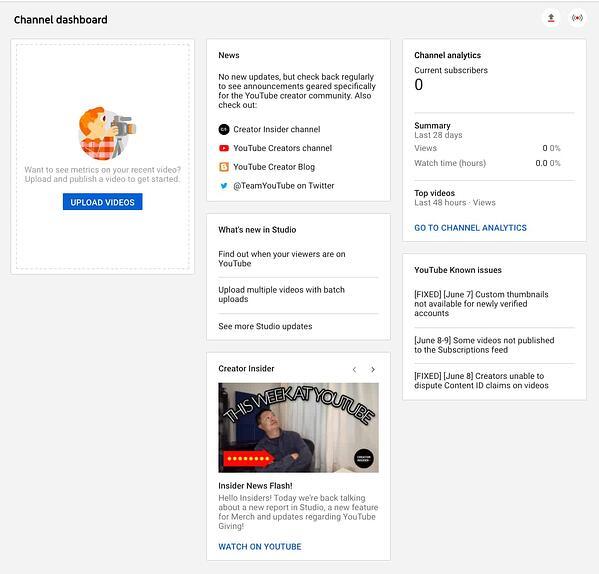 Channel dashboard
Want to see metrics on your recent video?
Upload and publish a video to get started.
UPLOAD VIDEOS
News
No new updates, but check back regularly
to see announcements geared specifically
for the YouTube creator community. Also
check out:
Creator Insider channel
YouTube Creators channel
YouTube Creator Blog
@TeamYouTube on Twitter
What's new in Studio
Find out when your viewers are on
YouTube
Upload multiple videos with batch
uploads
See more Studio updates
Creator Insider
THIS WEEK AT YOUTUBE
CREATOR
INSIDER
Insider News Flash!
Hello Insiders! Today we're back talking
about a new report in Studio, a new feature
for Merch and updates regarding YouTube
Giving!
WATCH ON YOUTUBE
Channel analytics
Current subscribers
0
Summary
Last 28 days
Views 0 0%
Watch time (hours) 0.0 0%
Top videos
Last 48 hours · Views
GO TO CHANNEL ANALYTICS
YouTube Known issues
[FIXED] [June 7] Custom thumbnails
not available for newly verified
accounts
[June 8-9] Some videos not published
to the Subscriptions feed
[FIXED] [June 8] Creators unable to
dispute Content ID claims on videos